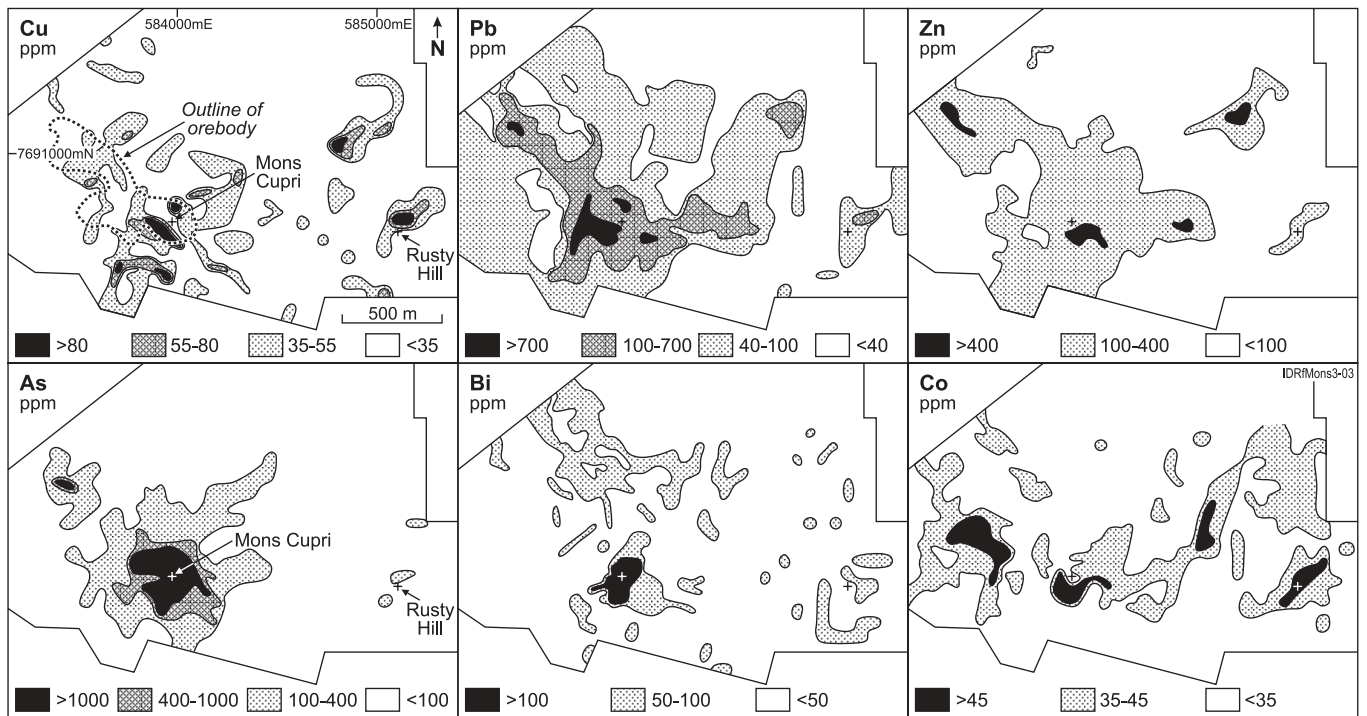 Cu
ppm
584000mE
585000mE
N
Outline of
orebody
7691000mN
Mons
Cupri
Rusty
Hill
500 m
>80 55-80 35-55 <35
Pb
ppm
>700 100-700 40-100 <40
Zn
ppm
>400 100-400 <100
As
ppm
Mons Cupri
Rusty
Hill
>1000 400-1000 100-400 <100
Bi
ppm
>100 50-100 <50
Co
ppm
IDRfMons3-03
>45 35-45 <35